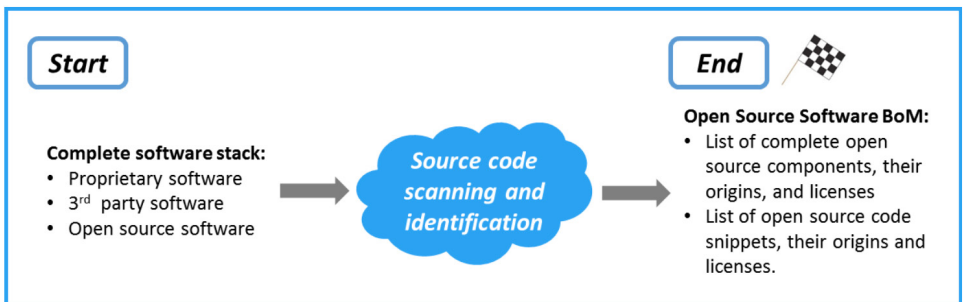 Start
Complete software stack:
• Proprietary software
• 3rd party software
• Open source software
Source code
scanning and
identification
End
Open Source Software BoM:
• List of complete open
source components, their
origins, and licenses
• List of open source code
snippets, their origins and
licenses.